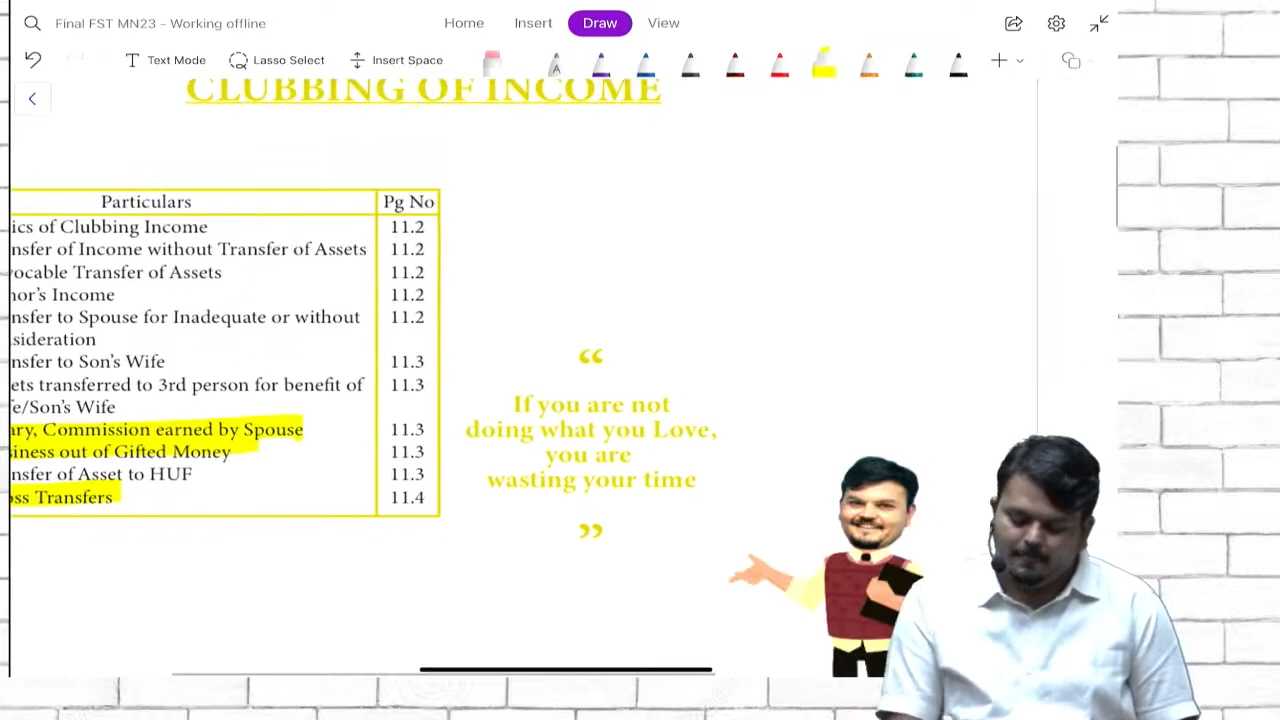 Final FST MN23 - Working offline
Home Insert Draw View
Text Mode Lasso Select Insert Space
A
CLUBBING OF INCOME
Particulars Pg No
ics of Clubbing Income 11.2
nsfer of Income without Transfer of Assets 11.2
ocable Transfer of Assets 11.2
nor's Income 11.2
nsfer to Spouse for Inadequate or without 11.2
sideration
nsfer to Son's Wife 11.3
ets transferred to 3rd person for benefit of 11.3
e/Son's Wife
ary, Commission earned by Spouse 11.3
siness out of Gifted Money 11.3
nsfer of Asset to HUF 11.3
oss Transfers 11.4
“
If you are not
doing what you Love,
you are
wasting your time
”